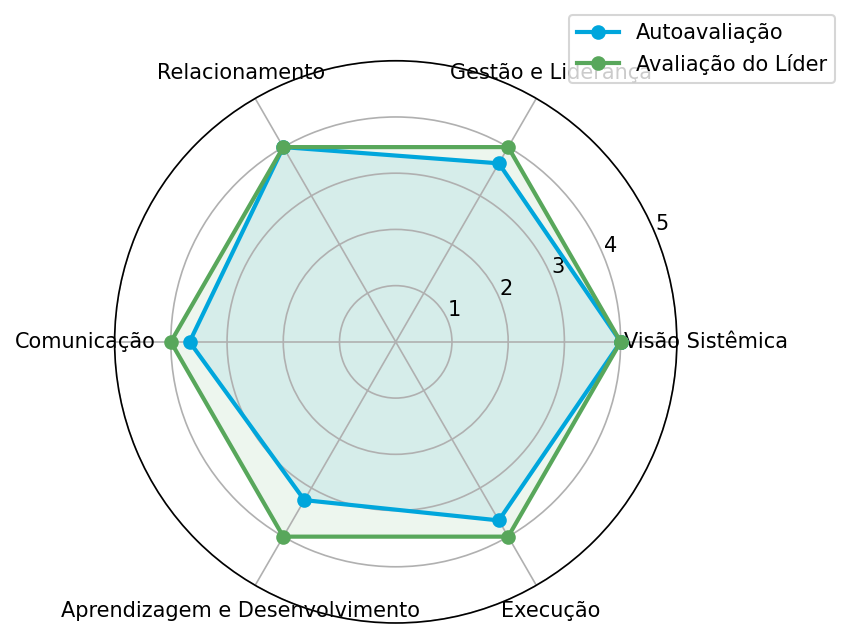 Autoavaliação
Avaliação do Líder
Relacionamento
Gestão e Liderança
5
4
3
2
1
Comunicação
Visão Sistêmica
Aprendizagem e Desenvolvimento
Execução